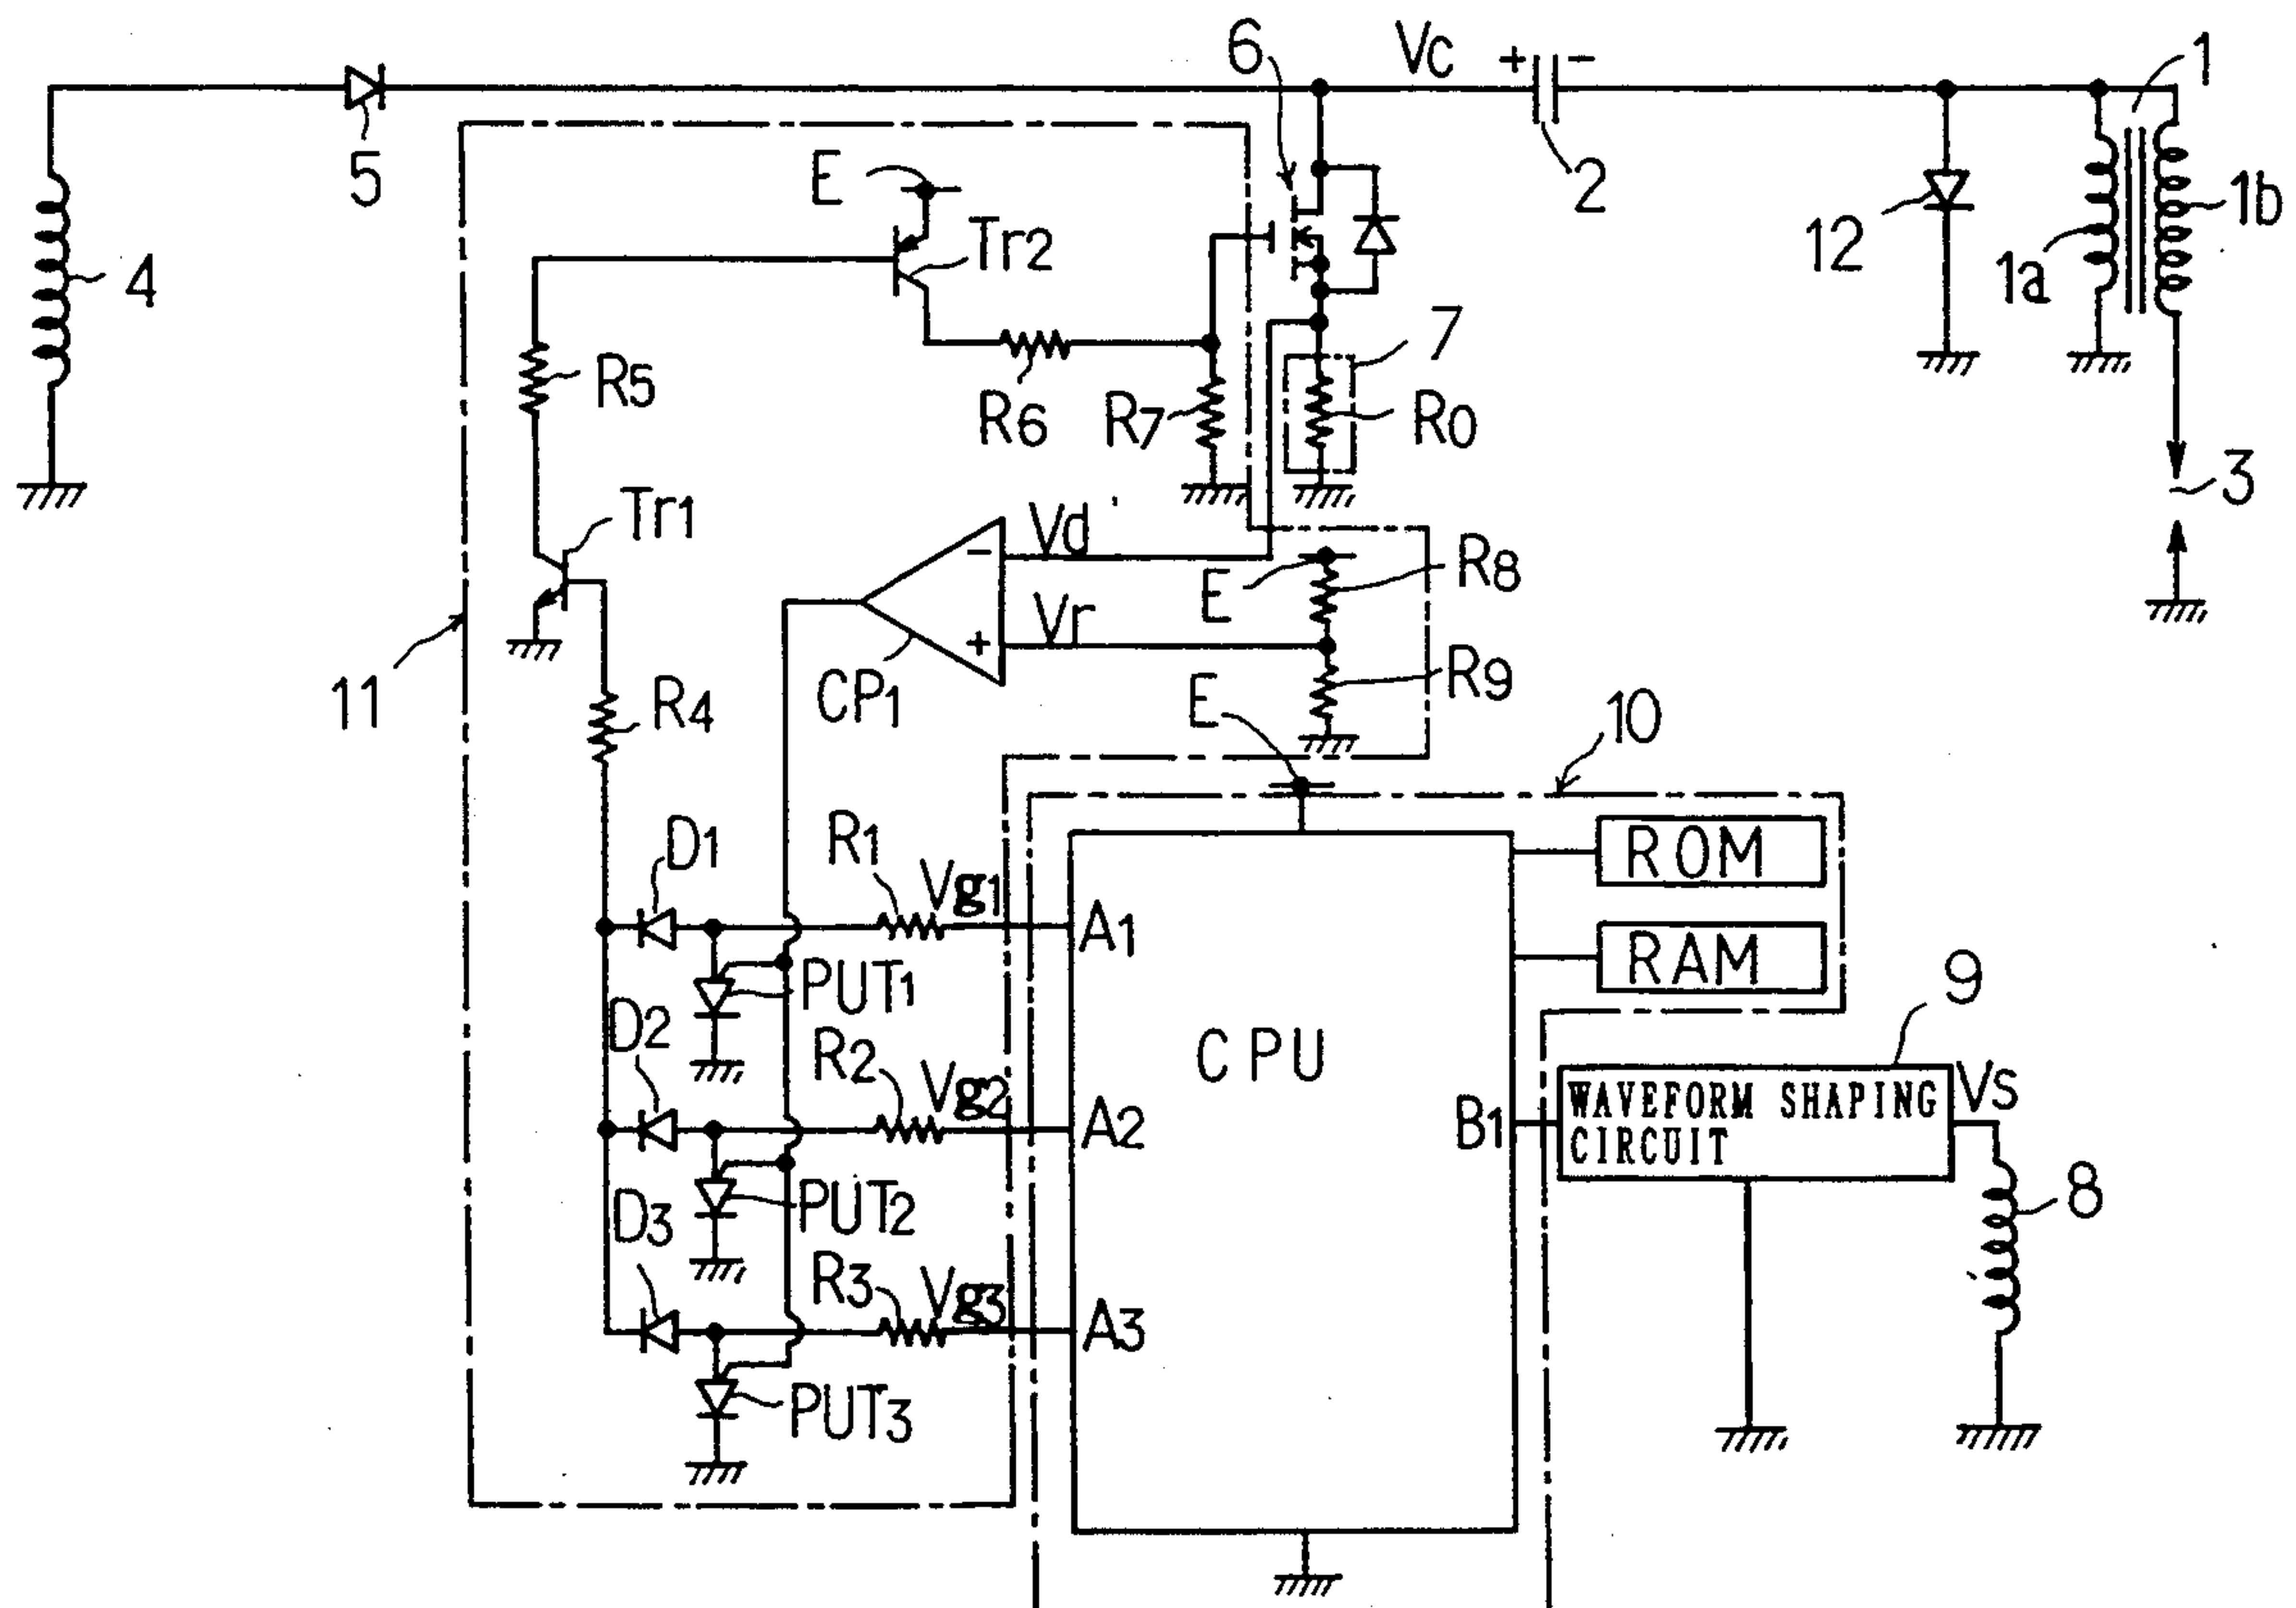 6
Vc
+
-
1
5
2
E
Tr2
4
12
1a
1b
R5
R6
R7
7
R0
3
Tr1
Vd
-
E
R8
Vr
+
11
R4
CP1
E
R9
10
D1
R1
Vg1
A1
ROM
RAM
PUT1
D2
R2
Vg2
A2
CPU
9
B1
WAVEFORM SHAPING
CIRCUIT
Vs
8
PUT2
D3
R3
Vg3
A3
PUT3